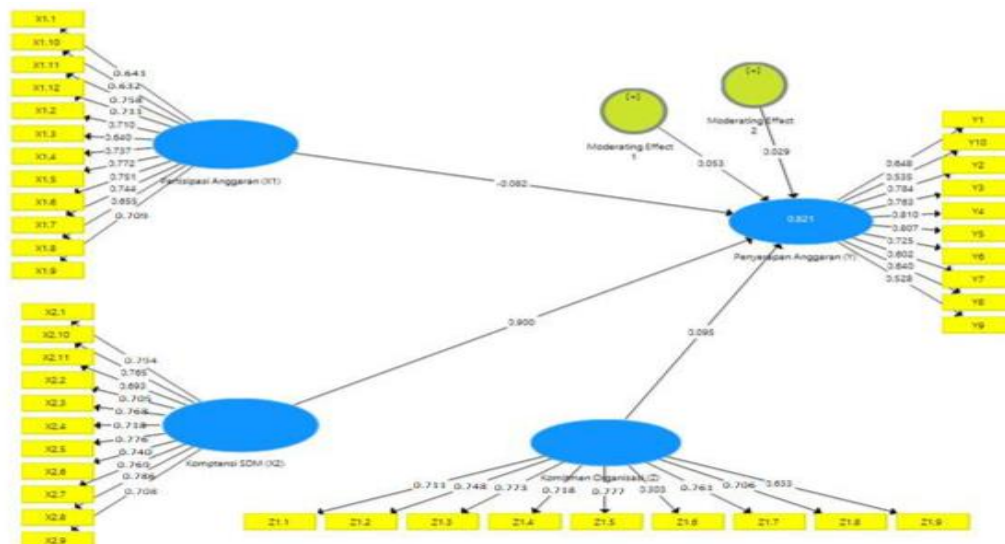 X1.1
X1.10
X1.11
X1.12
X1.2
X1.3
X1.4
X1.5
X1.6
X1.7
X1.8
X1.9
0.643
0.632
0.758
0.711
0.710
0.640
0.737
0.772
0.751
0.744
0.655
0.709
Partisipasi Anggaran (X1)
[+]
Moderating Effect
1
[+]
Moderating Effect
2
0.053
0.029
-0.082
0.821
Penyerapan Anggaran (Y)
0.648
0.535
0.784
0.763
0.810
0.807
0.725
0.602
0.640
0.528
Y1
Y10
Y2
Y3
Y4
Y5
Y6
Y7
Y8
Y9
X2.1
X2.10
X2.11
X2.2
X2.3
X2.4
X2.5
X2.6
X2.7
X2.8
X2.9
0.765
0.693
0.705
0.768
0.718
0.776
0.740
0.760
0.786
0.708
Komptensi SDM (X2)
0.900
0.095
Komitmen Organisasi (Z)
0.711
0.748
0.773
0.718
0.777
0.761
0.706
0.633
Z1.1
Z1.2
Z1.3
Z1.4
Z1.5
Z1.6
Z1.7
Z1.8
Z1.9